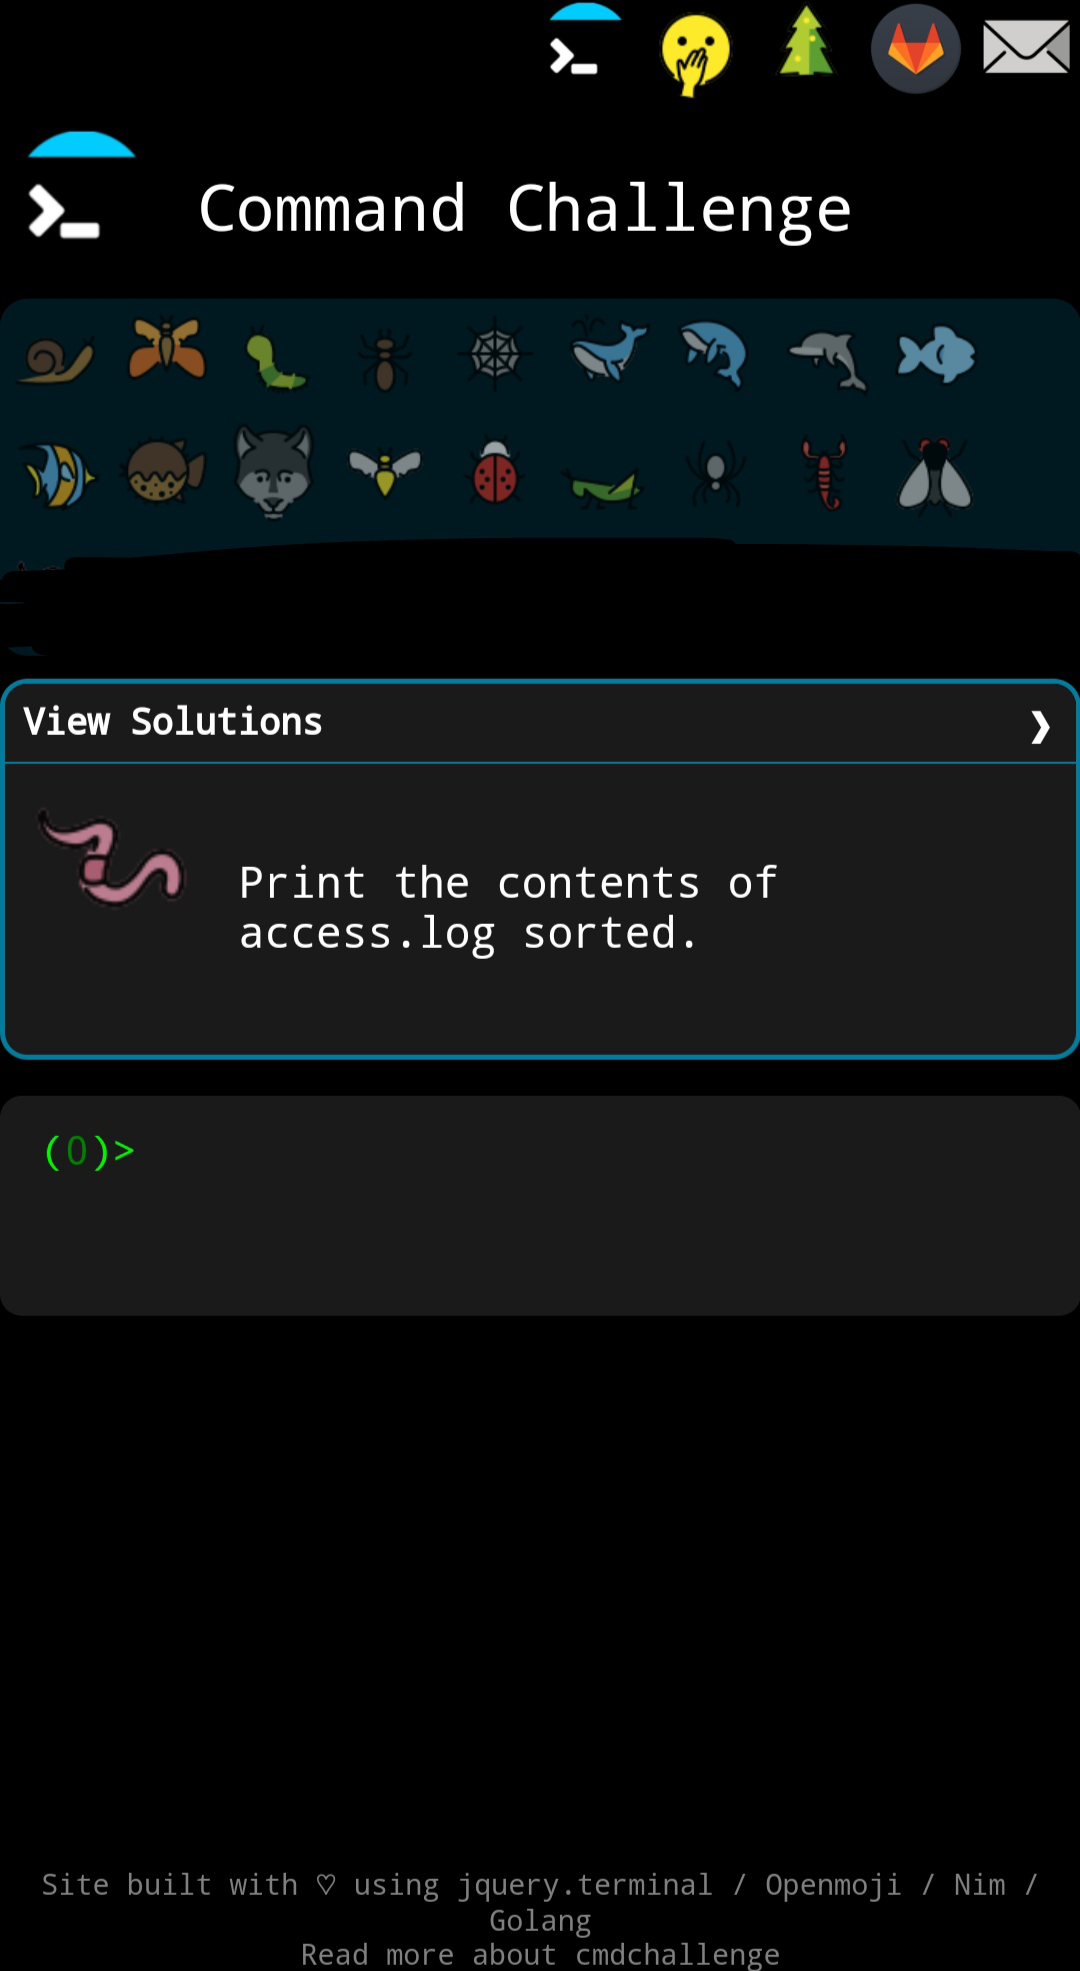 Command Challenge
View Solutions ❯
Print the contents of
access.log sorted.
(0)>
Site built with ♡ using jquery.terminal / Openmoji / Nim /
Golang
Read more about cmdchallenge